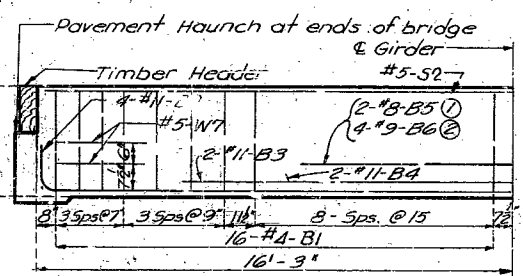 Pavement Haunch at ends of bridge
℄ Girder
Timber Header
#5-S2
4-#11-
2-#8-B5 ①
4-#9-B6 ②
#5-W7
2-#11-B3
2-#11-B4
8" 3 Sps @ 7" 3 Sps @ 9" 11½" 8 - Sps. @ 15 7½"
16-#4-B1
16'-3"